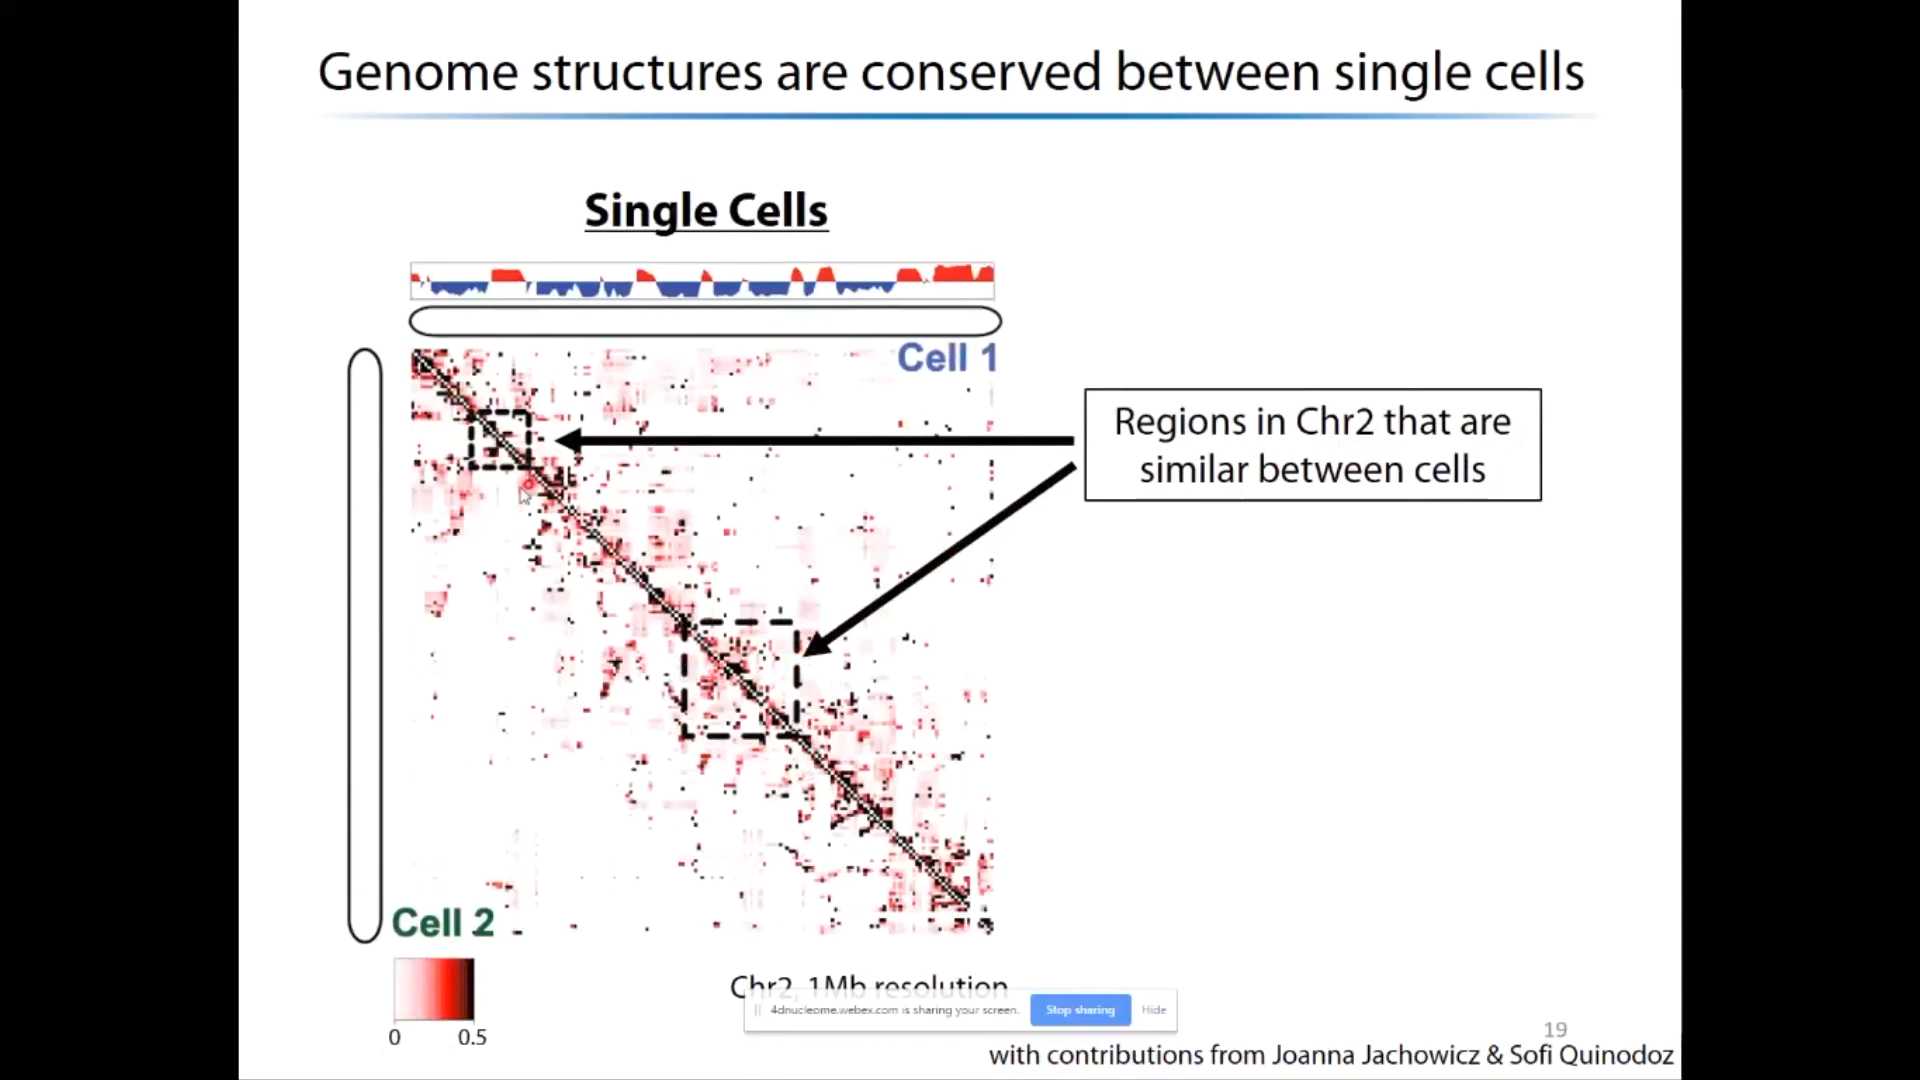 Genome structures are conserved between single cells
Single Cells
Cell 1
Regions in Chr2 that are
similar between cells
Cell 2
0 0.5
Chr2, 1Mb resolution
4dnucleome.webex.com is sharing your screen. Stop sharing Hide
19
with contributions from Joanna Jachowicz & Sofi Quinodoz